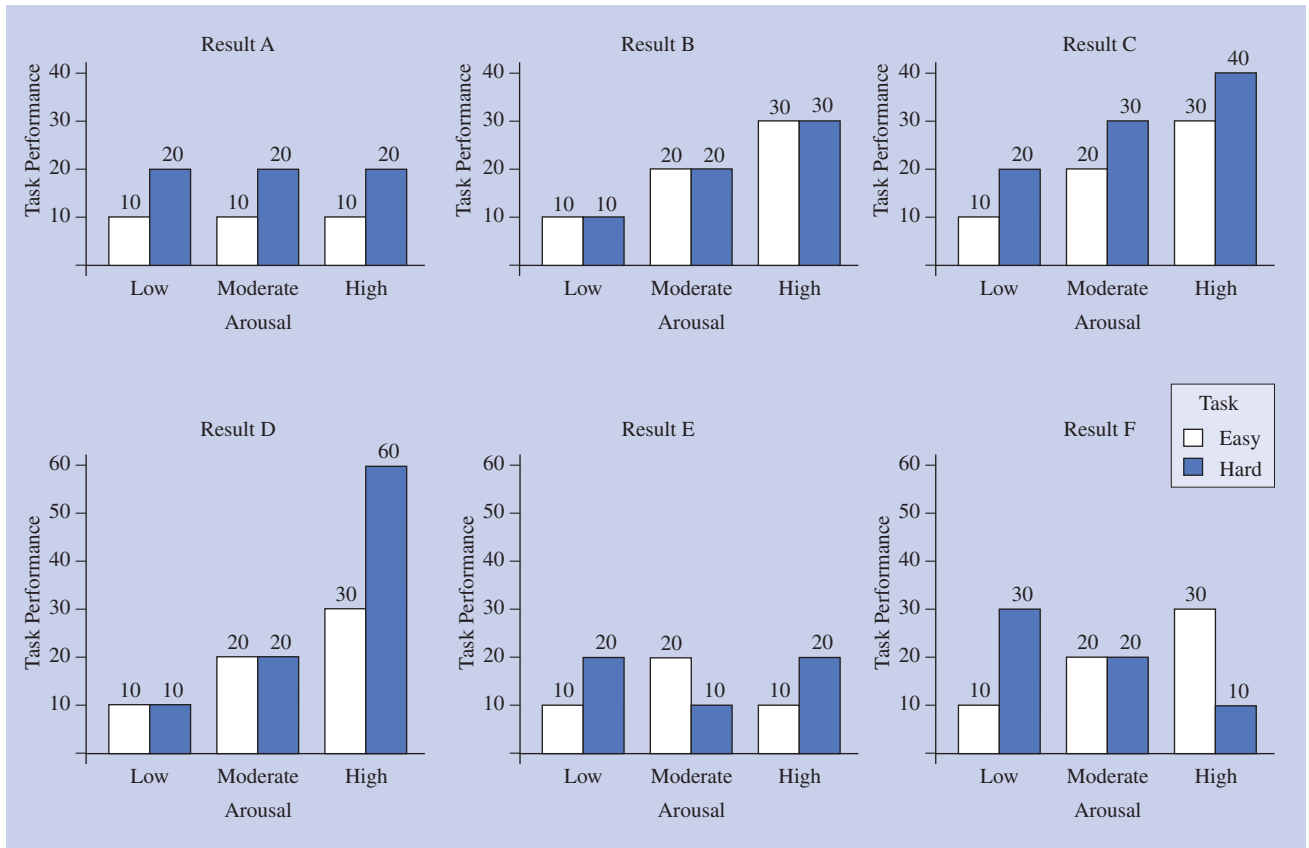 Result A
Task Performance
40
30
20
10
10 20 10 20 10 20
Low Moderate High
Arousal
Result B
Task Performance
40
30
20
10
10 10 20 20 30 30
Low Moderate High
Arousal
Result C
Task Performance
40
30
20
10
10 20 20 30 30 40
Low Moderate High
Arousal
Result D
Task Performance
60
50
40
30
20
10
10 10 20 20 30 60
Low Moderate High
Arousal
Result E
Task Performance
60
50
40
30
20
10
10 20 20 10 10 20
Low Moderate High
Arousal
Result F
Task Performance
60
50
40
30
20
10
10 30 20 20 30 10
Low Moderate High
Arousal
Task
Easy
Hard